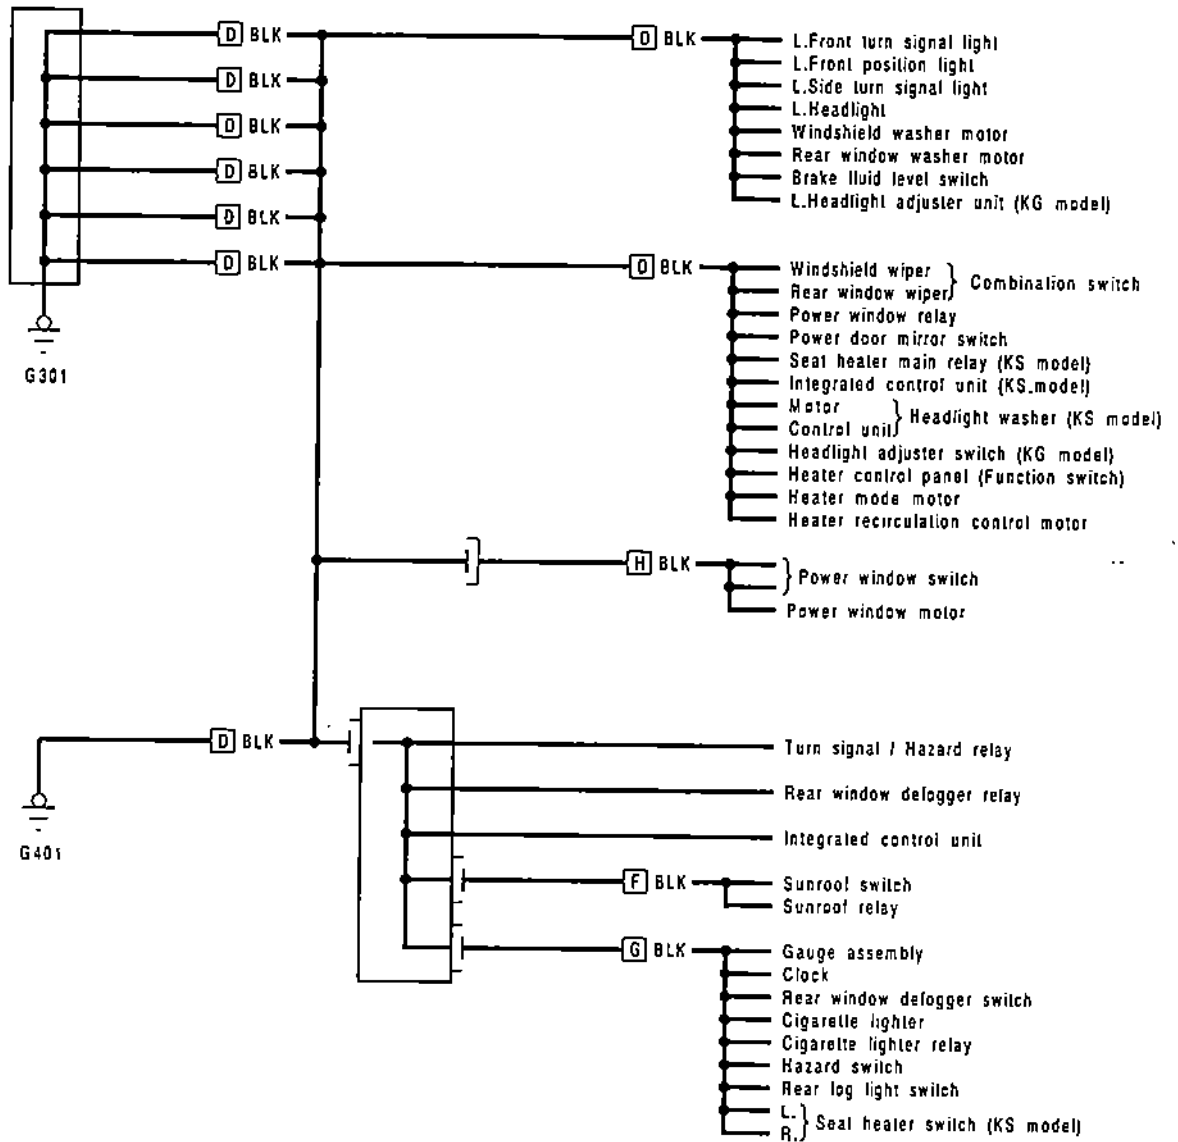 D BLK
D BLK
D BLK
D BLK
D BLK
D BLK
G301
D BLK
L.Front turn signal light
L.Front position light
L.Side turn signal light
L.Headlight
Windshield washer motor
Rear window washer motor
Brake fluid level switch
L.Headlight adjuster unit (KG model)
D BLK
Windshield wiper
Rear window wiper
Combination switch
Power window relay
Power door mirror switch
Seat heater main relay (KS model)
Integrated control unit (KS.model)
Motor
Control unit
Headlight washer (KS model)
Headlight adjuster switch (KG model)
Heater control panel (Function switch)
Heater mode motor
Heater recirculation control motor
H BLK
Power window switch
Power window motor
D BLK
G401
Turn signal / Hazard relay
Rear window defogger relay
Integrated control unit
F BLK
Sunroof switch
Sunroof relay
G BLK
Gauge assembly
Clock
Rear window defogger switch
Cigarette lighter
Cigarette lighter relay
Hazard switch
Rear fog light switch
L.
R.
Seat heater switch (KS model)